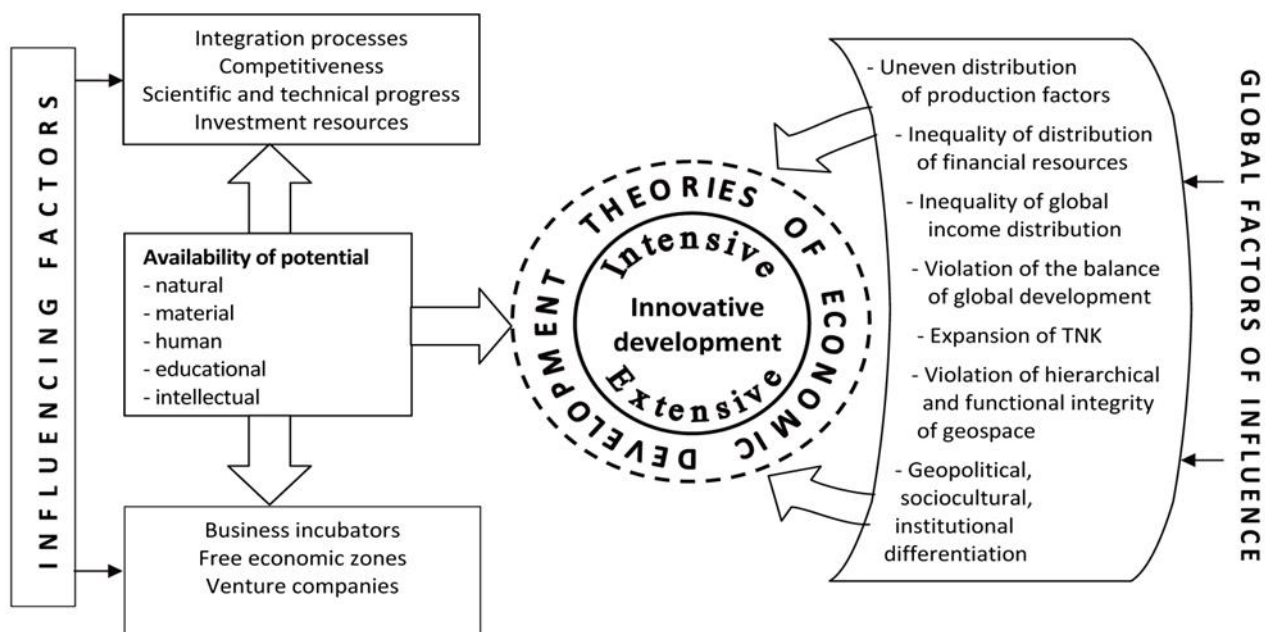 INFLUENCING FACTORS
Integration processes
Competitiveness
Scientific and technical progress
Investment resources
Availability of potential
- natural
- material
- human
- educational
- intellectual
Business incubators
Free economic zones
Venture companies
THEORIES OF ECONOMIC DEVELOPMENT
Intensive
Innovative
development
Extensive
- Uneven distribution
of production factors
- Inequality of distribution
of financial resources
- Inequality of global
income distribution
- Violation of the balance
of global development
- Expansion of TNK
- Violation of hierarchical
and functional integrity
of geospace
- Geopolitical,
sociocultural,
institutional
differentiation
GLOBAL FACTORS OF INFLUENCE